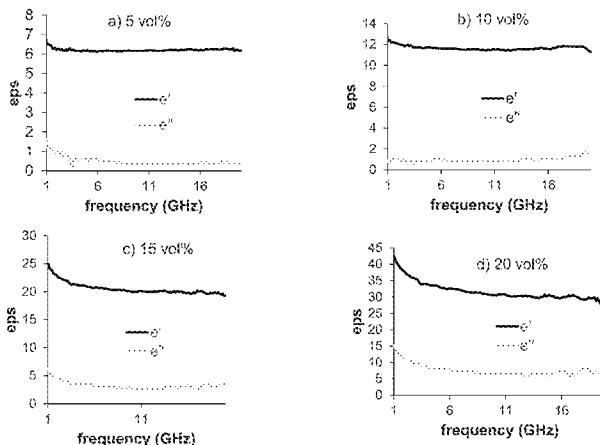 a) 5 vol%
8
7
6
5
4
3
2
1
0
eps
e'
e"
1 6 11 16
frequency (GHz)
b) 10 vol%
14
12
10
8
6
4
2
0
eps
e'
e"
1 6 11 16
frequency (GHz)
c) 15 vol%
30
25
20
15
10
5
0
eps
e'
e"
1 11
frequency (GHz)
d) 20 vol%
45
40
35
30
25
20
15
10
5
0
eps
e'
e"
1 6 11 16
frequency (GHz)